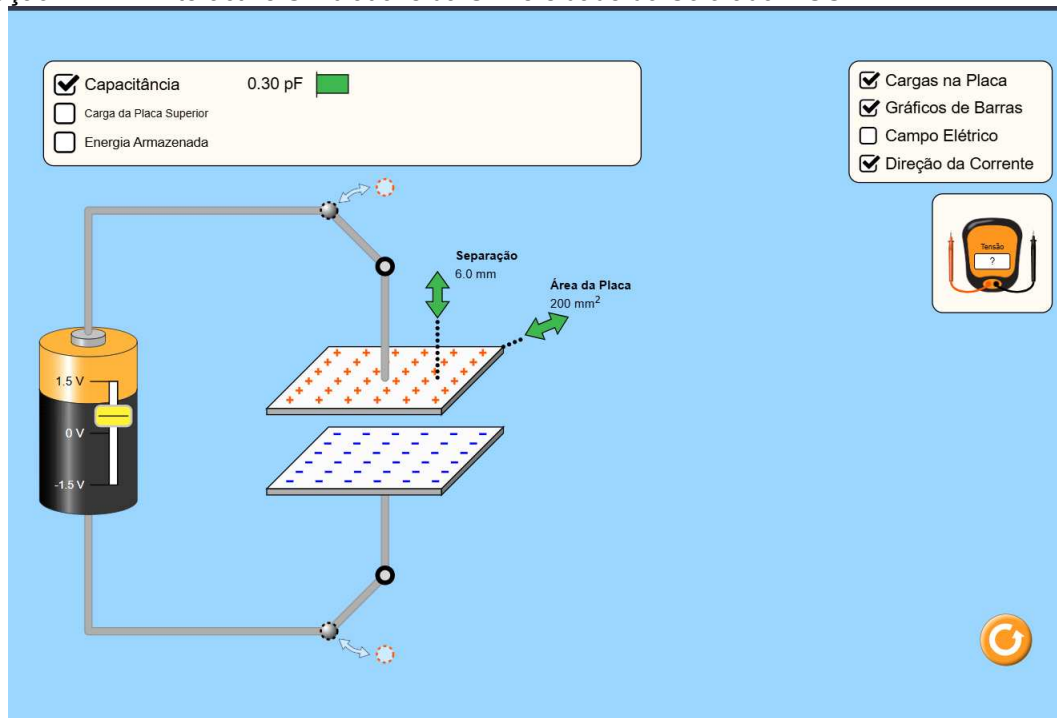 Capacitância 0.30 pF
Carga da Placa Superior
Energia Armazenada
Cargas na Placa
Gráficos de Barras
Campo Elétrico
Direção da Corrente
Tensão
?
Separação
6.0 mm
Área da Placa
200 mm²
1.5 V
0 V
-1.5 V